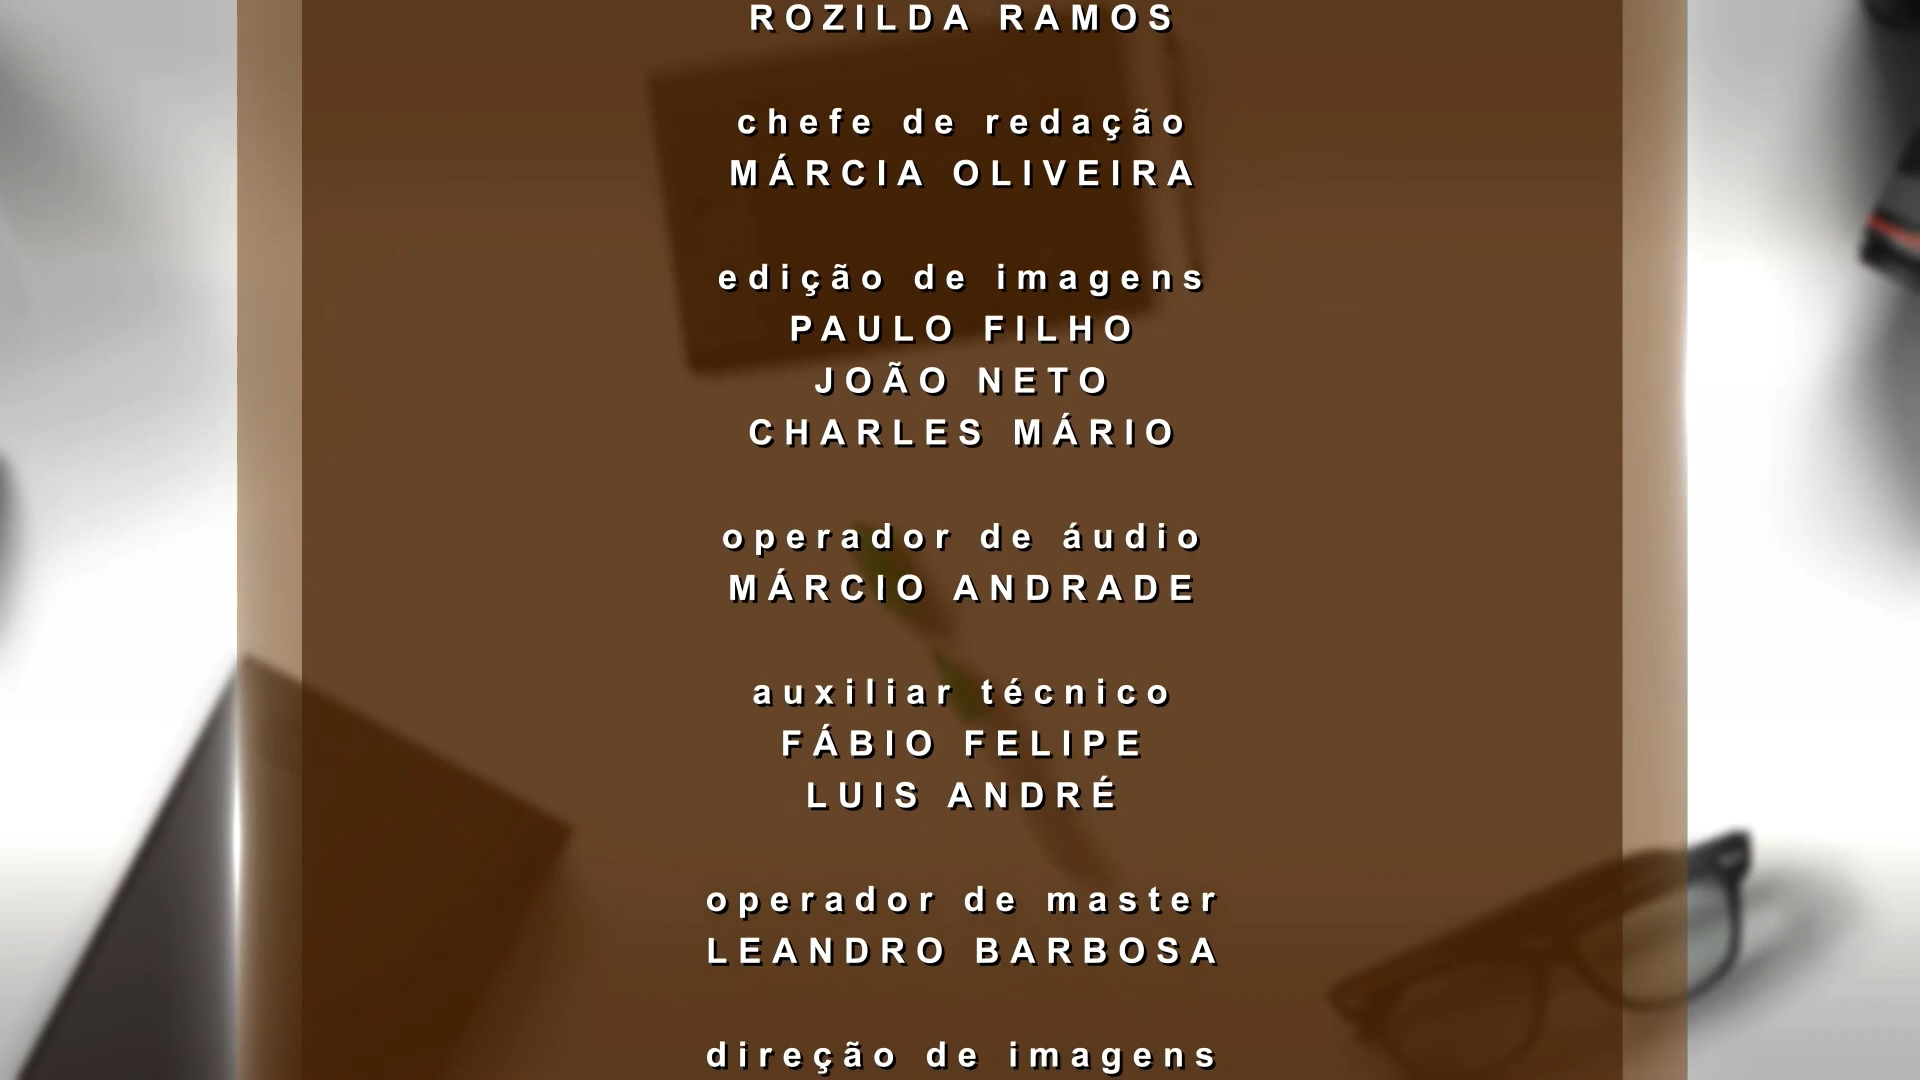 ROZILDA RAMOS
chefe de redação
MÁRCIA OLIVEIRA
edição de imagens
PAULO FILHO
JOÃO NETO
CHARLES MÁRIO
operador de áudio
MÁRCIO ANDRADE
auxiliar técnico
FÁBIO FELIPE
LUIS ANDRÉ
operador de master
LEANDRO BARBOSA
direção de imagens